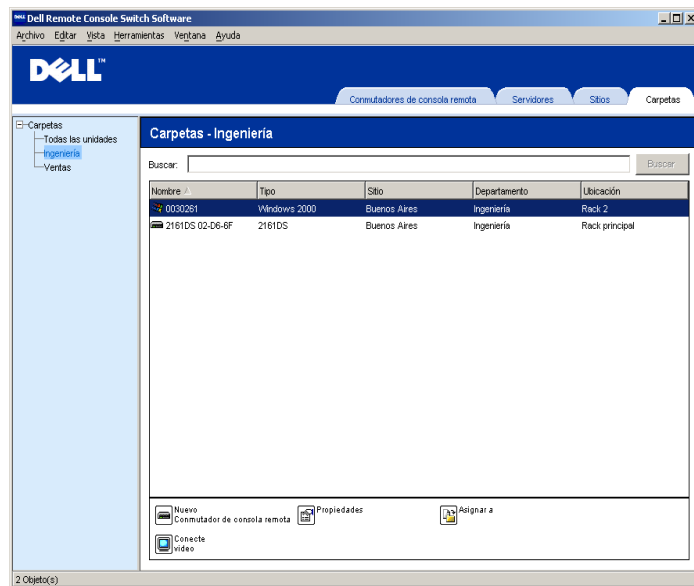 Dell Remote Console Switch Software
Archivo Editar Vista Herramientas Ventana Ayuda
DELL™
Conmutadores de consola remota Servidores Sitios Carpetas
Carpetas
Todas las unidades
Ingeniería
Ventas
Carpetas - Ingeniería
Buscar: Buscar
Nombre Tipo Sitio Departamento Ubicación
0030261 Windows 2000 Buenos Aires Ingeniería Rack 2
2161DS 02-D6-6F 2161DS Buenos Aires Ingeniería Rack principal
Nuevo
Conmutador de consola remota
Propiedades
Asignar a
Conecte
video
2 Objeto(s)